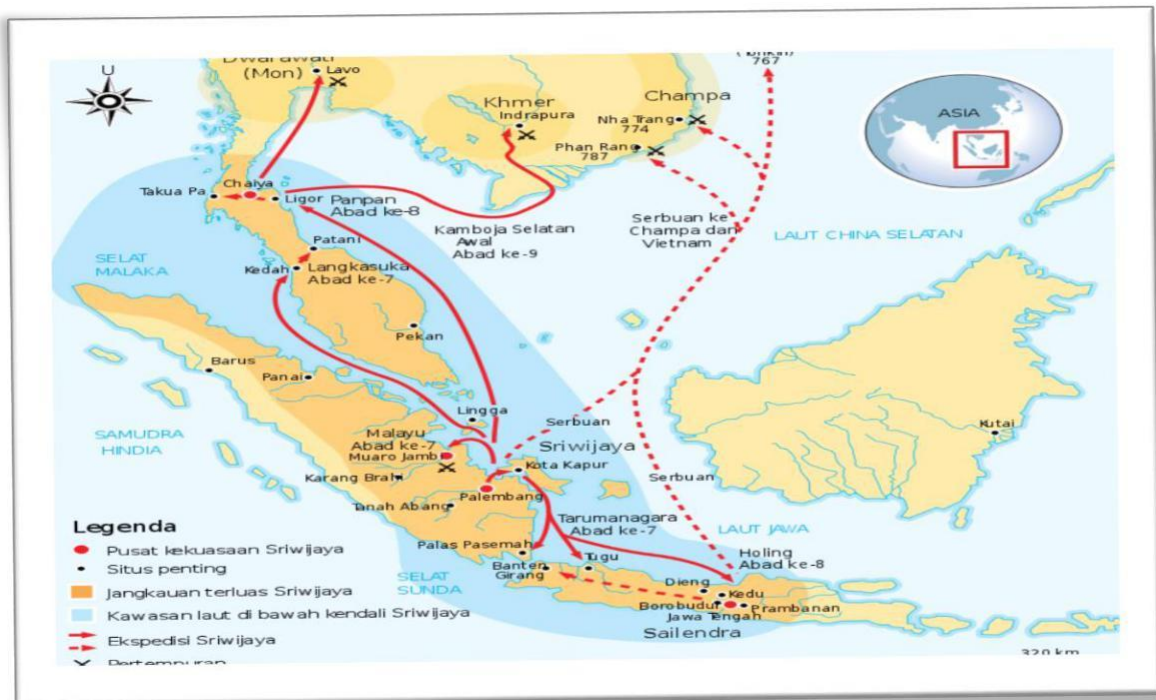 U
Dwarawati
(Mon)
Lavo
Khmer
Indrapura
Champa
Nha Trang
774
Phan Rang
787
(Tonkin)
767
ASIA
Takua Pa
Chaiya
Ligor
Panpan
Abad ke-8
Kamboja Selatan
Awal
Abad ke-9
Serbuan ke
Champa dan
Vietnam
LAUT CHINA SELATAN
SELAT
MALAKA
Patani
Kedah
Langkasuka
Abad ke-7
Pekan
Barus
Panai
Lingga
Kutai
SAMUDRA
HINDIA
Malayu
Abad ke-7
Muaro Jambi
Serbuan
Sriwijaya
Kota Kapur
Karang Brahi
Palembang
Serbuan
Tanah Abang
Tarumanagara
Abad ke-7
LAUT JAWA
Palas Pasemah
Tugu
Holing
Abad ke-8
Banten
Girang
SELAT
SUNDA
Dieng
Kedu
Borobudur
Prambanan
Jawa Tengah
Sailendra
Legenda
Pusat kekuasaan Sriwijaya
Situs penting
Jangkauan terluas Sriwijaya
Kawasan laut di bawah kendali Sriwijaya
Ekspedisi Sriwijaya
Pertempuran
320 km